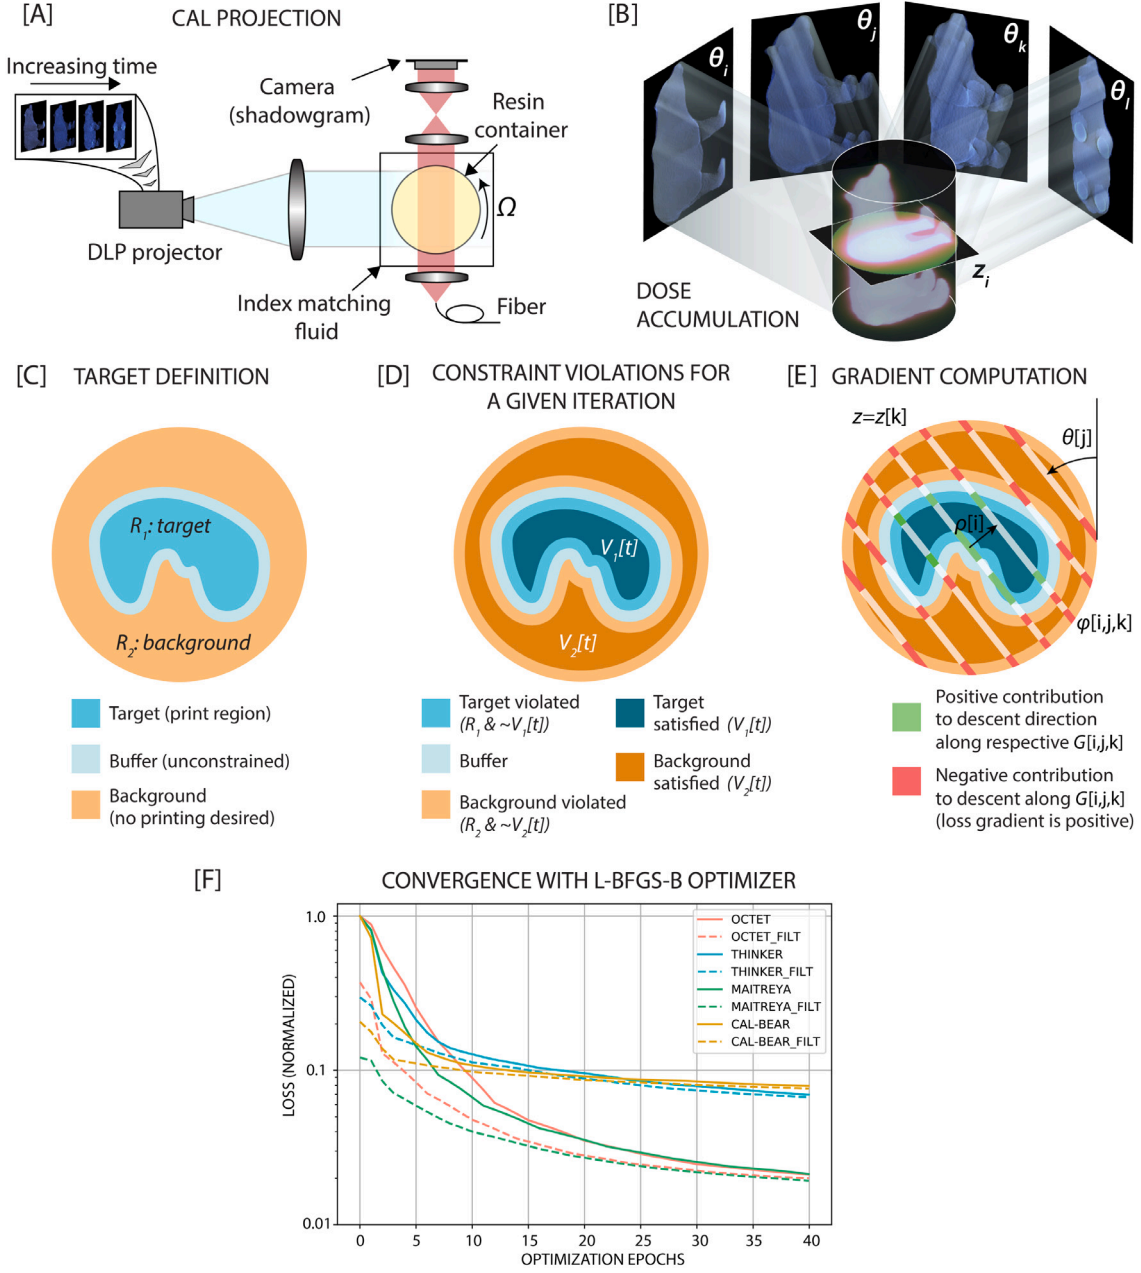 [A]
CAL PROJECTION
Increasing time
Camera
(shadowgram)
Resin
container
Ω
DLP projector
Index matching
fluid
Fiber
[B]
θi
θj
θk
θl
zi
DOSE
ACCUMULATION
[C]
TARGET DEFINITION
R1: target
R2: background
Target (print region)
Buffer (unconstrained)
Background
(no printing desired)
[D]
CONSTRAINT VIOLATIONS FOR
A GIVEN ITERATION
V1[t]
V2[t]
Target violated
(R1 & ~V1[t])
Buffer
Background violated
(R2 & ~V2[t])
Target
satisfied (V1[t])
Background
satisfied (V2[t])
[E]
GRADIENT COMPUTATION
z=z[k]
θ[j]
ρ[i]
φ[i,j,k]
Positive contribution
to descent direction
along respective G[i,j,k]
Negative contribution
to descent along G[i,j,k]
(loss gradient is positive)
[F]
CONVERGENCE WITH L-BFGS-B OPTIMIZER
LOSS (NORMALIZED)
1.0
0.1
0.01
OCTET
OCTET_FILT
THINKER
THINKER_FILT
MAITREYA
MAITREYA_FILT
CAL-BEAR
CAL-BEAR_FILT
0 5 10 15 20 25 30 35 40
OPTIMIZATION EPOCHS